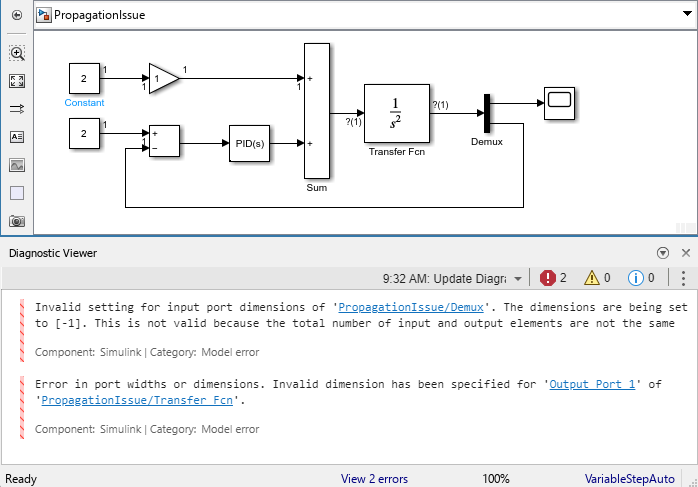 PropagationIssue
2
1
1
1
1
+
1
Constant
2
1
1
+
−
PID(s)
+
Sum
?(1)
1
s²
Transfer Fcn
?(1)
Demux
Diagnostic Viewer
9:32 AM: Update Diagra
2
0
0
Invalid setting for input port dimensions of 'PropagationIssue/Demux'. The dimensions are being set
to [-1]. This is not valid because the total number of input and output elements are not the same
Component: Simulink | Category: Model error
Error in port widths or dimensions. Invalid dimension has been specified for 'Output Port 1' of
'PropagationIssue/Transfer Fcn'.
Component: Simulink | Category: Model error
Ready
View 2 errors
100%
VariableStepAuto